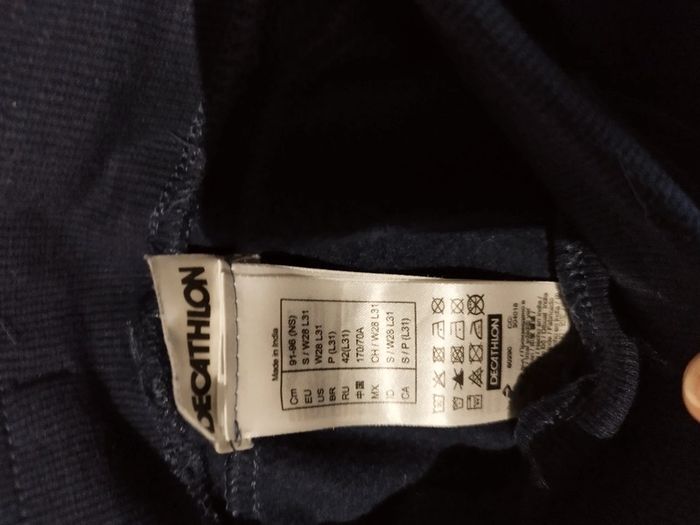 DECATHLON
Made in India
Cm 91-96 (NS)
EU S / W28 L31
US W28 L31
BR P (L31)
RU 42(L31)
中国 170/70A
MX CH / W28 L31
ID S / W28 L31
CA S / P (L31)
DECATHLON